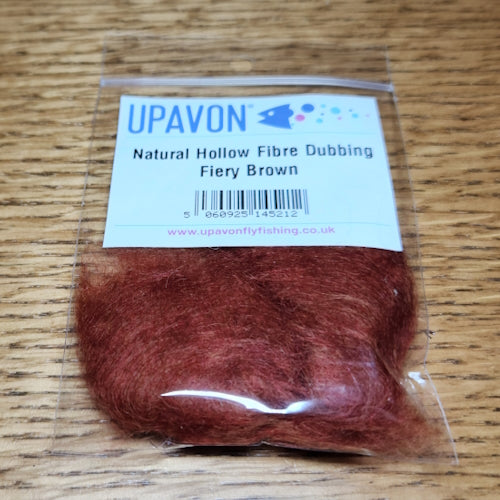 UPAVON®
Natural Hollow Fibre Dubbing
Fiery Brown
5 060925 145212
www.upavonflyfishing.co.uk